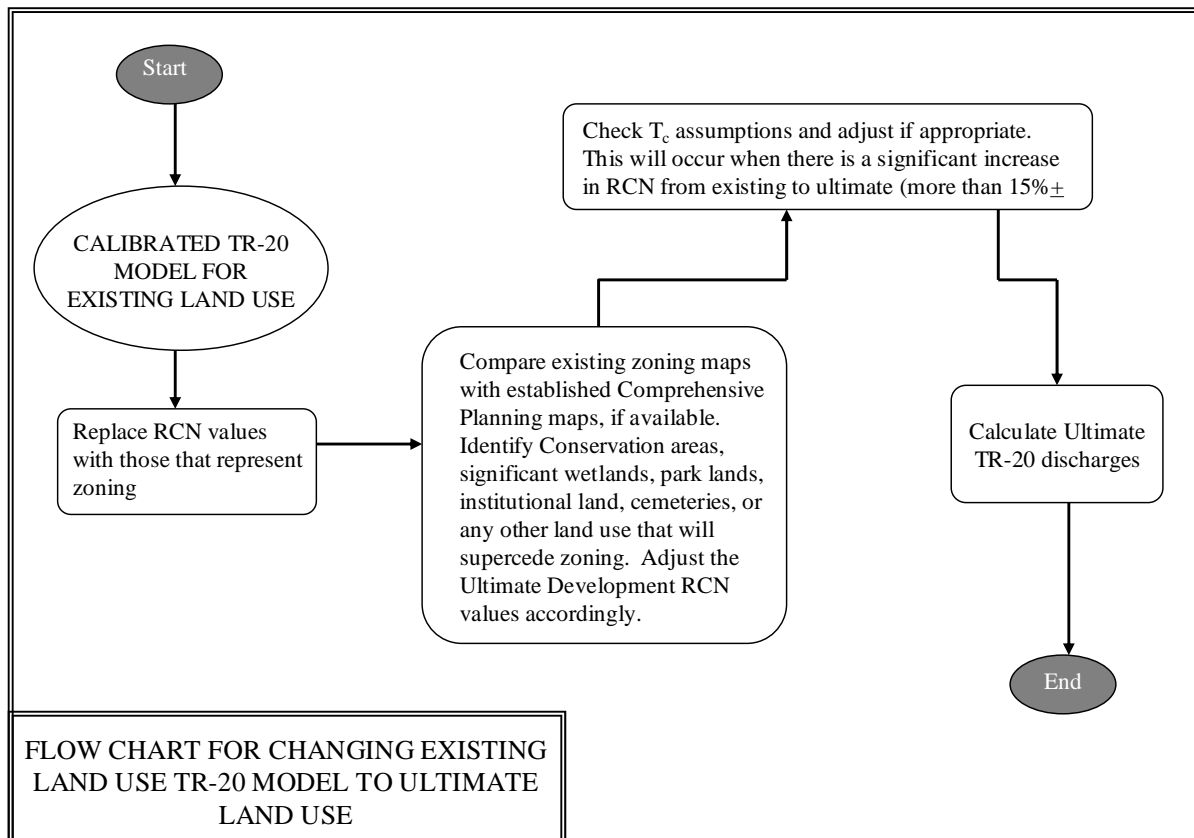 Start
CALIBRATED TR-20
MODEL FOR
EXISTING LAND USE
Replace RCN values
with those that represent
zoning
Compare existing zoning maps
with established Comprehensive
Planning maps, if available.
Identify Conservation areas,
significant wetlands, park lands,
institutional land, cemeteries, or
any other land use that will
supercede zoning.  Adjust the
Ultimate Development RCN
values accordingly.
Check Tc assumptions and adjust if appropriate.
This will occur when there is a significant increase
in RCN from existing to ultimate (more than 15%±
Calculate Ultimate
TR-20 discharges
End
FLOW CHART FOR CHANGING EXISTING
LAND USE TR-20 MODEL TO ULTIMATE
LAND USE